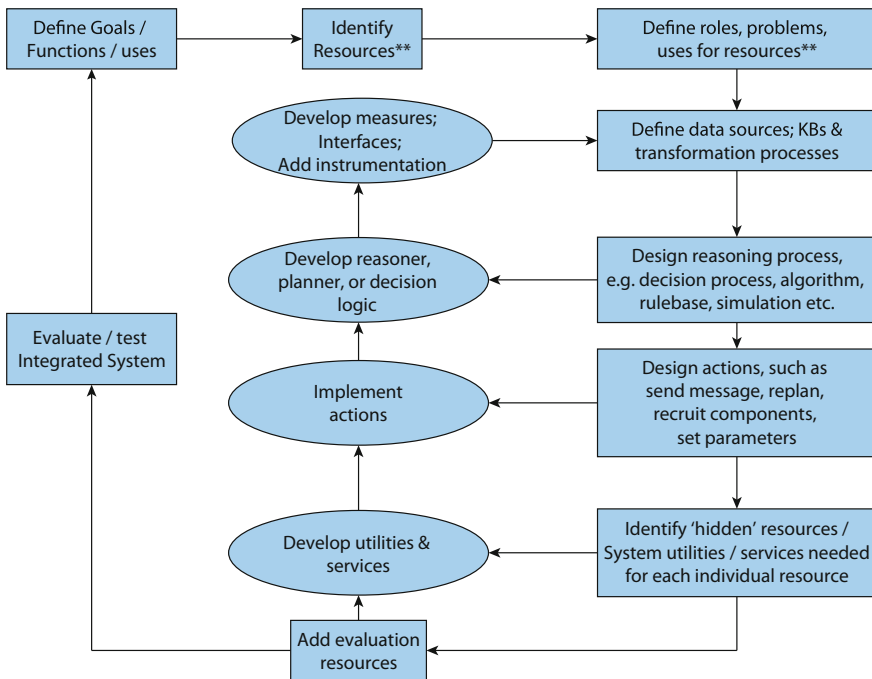 Define Goals /
Functions / uses
Identify
Resources**
Define roles, problems,
uses for resources**
Develop measures;
Interfaces;
Add instrumentation
Define data sources; KBs &
transformation processes
Develop reasoner,
planner, or decision
logic
Design reasoning process,
e.g. decision process, algorithm,
rulebase, simulation etc.
Evaluate / test
Integrated System
Implement
actions
Design actions, such as
send message, replan,
recruit components,
set parameters
Develop utilities &
services
Identify ‘hidden’ resources /
System utilities / services needed
for each individual resource
Add evaluation
resources